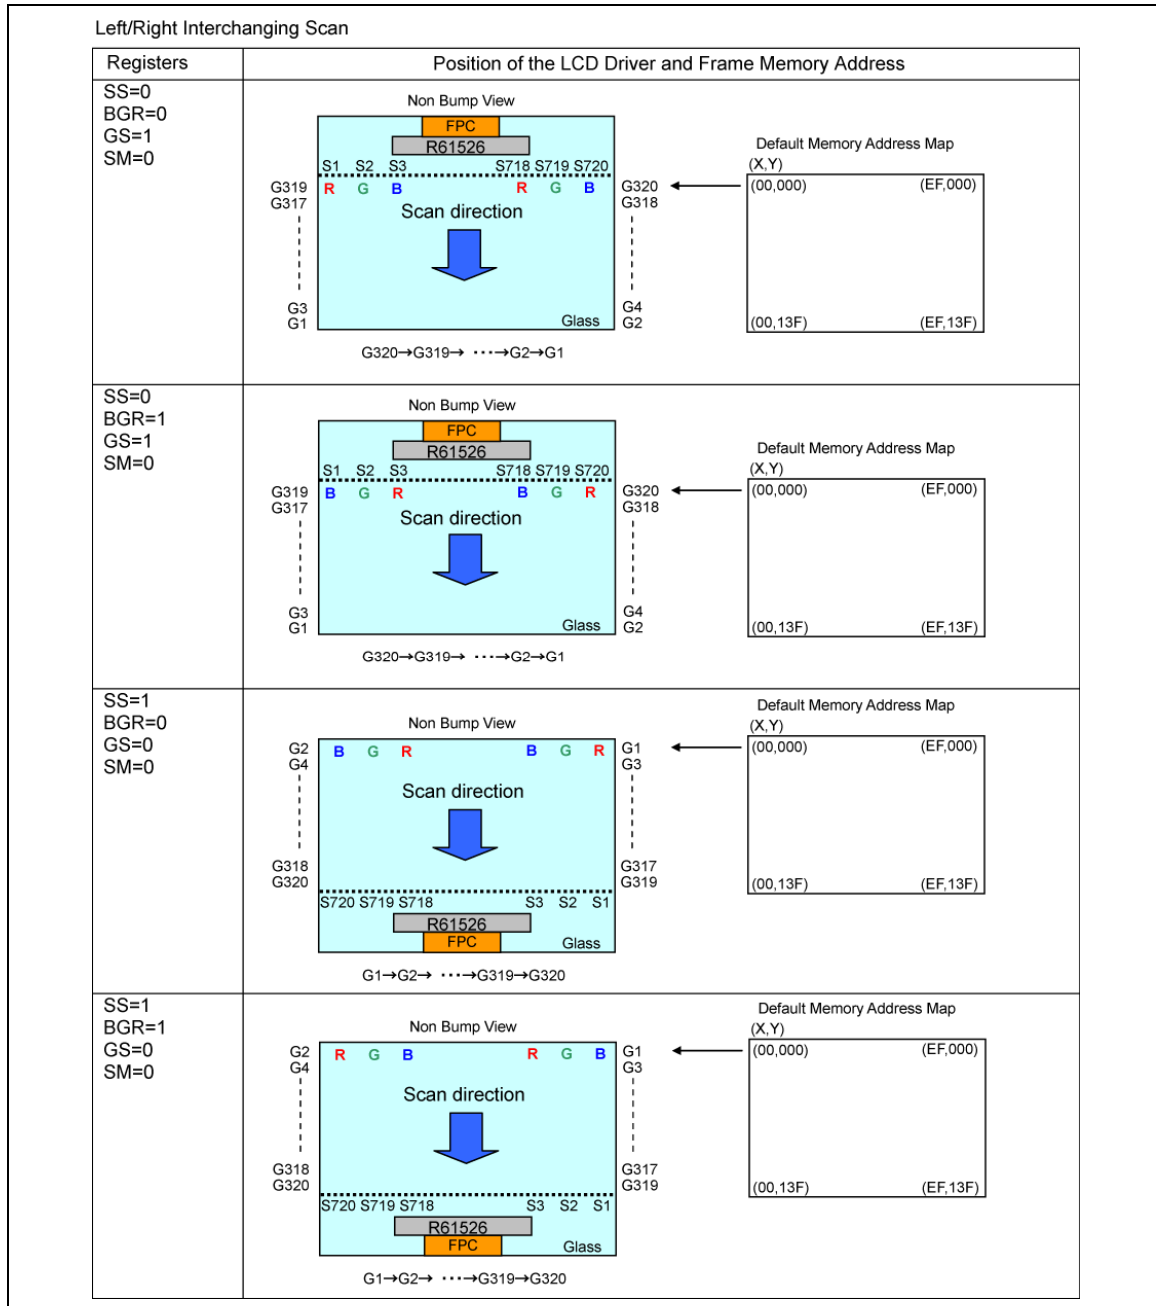 Left/Right Interchanging Scan
Registers
Position of the LCD Driver and Frame Memory Address
SS=0
BGR=0
GS=1
SM=0
Non Bump View
FPC
R61526
S1 S2 S3 S718 S719 S720
G319 R G B R G B G320
G317 G318
Scan direction
G3 G4
G1 Glass G2
G320→G319→ ···→G2→G1
Default Memory Address Map
(X,Y)
(00,000) (EF,000)
(00,13F) (EF,13F)
SS=0
BGR=1
GS=1
SM=0
Non Bump View
FPC
R61526
S1 S2 S3 S718 S719 S720
G319 B G R B G R G320
G317 G318
Scan direction
G3 G4
G1 Glass G2
G320→G319→ ···→G2→G1
Default Memory Address Map
(X,Y)
(00,000) (EF,000)
(00,13F) (EF,13F)
SS=1
BGR=0
GS=0
SM=0
Non Bump View
G2 B G R B G R G1
G4 G3
Scan direction
G318 G317
G320 G319
S720 S719 S718 S3 S2 S1
R61526
FPC Glass
G1→G2→ ···→G319→G320
Default Memory Address Map
(X,Y)
(00,000) (EF,000)
(00,13F) (EF,13F)
SS=1
BGR=1
GS=0
SM=0
Non Bump View
G2 R G B R G B G1
G4 G3
Scan direction
G318 G317
G320 G319
S720 S719 S718 S3 S2 S1
R61526
FPC Glass
G1→G2→ ···→G319→G320
Default Memory Address Map
(X,Y)
(00,000) (EF,000)
(00,13F) (EF,13F)